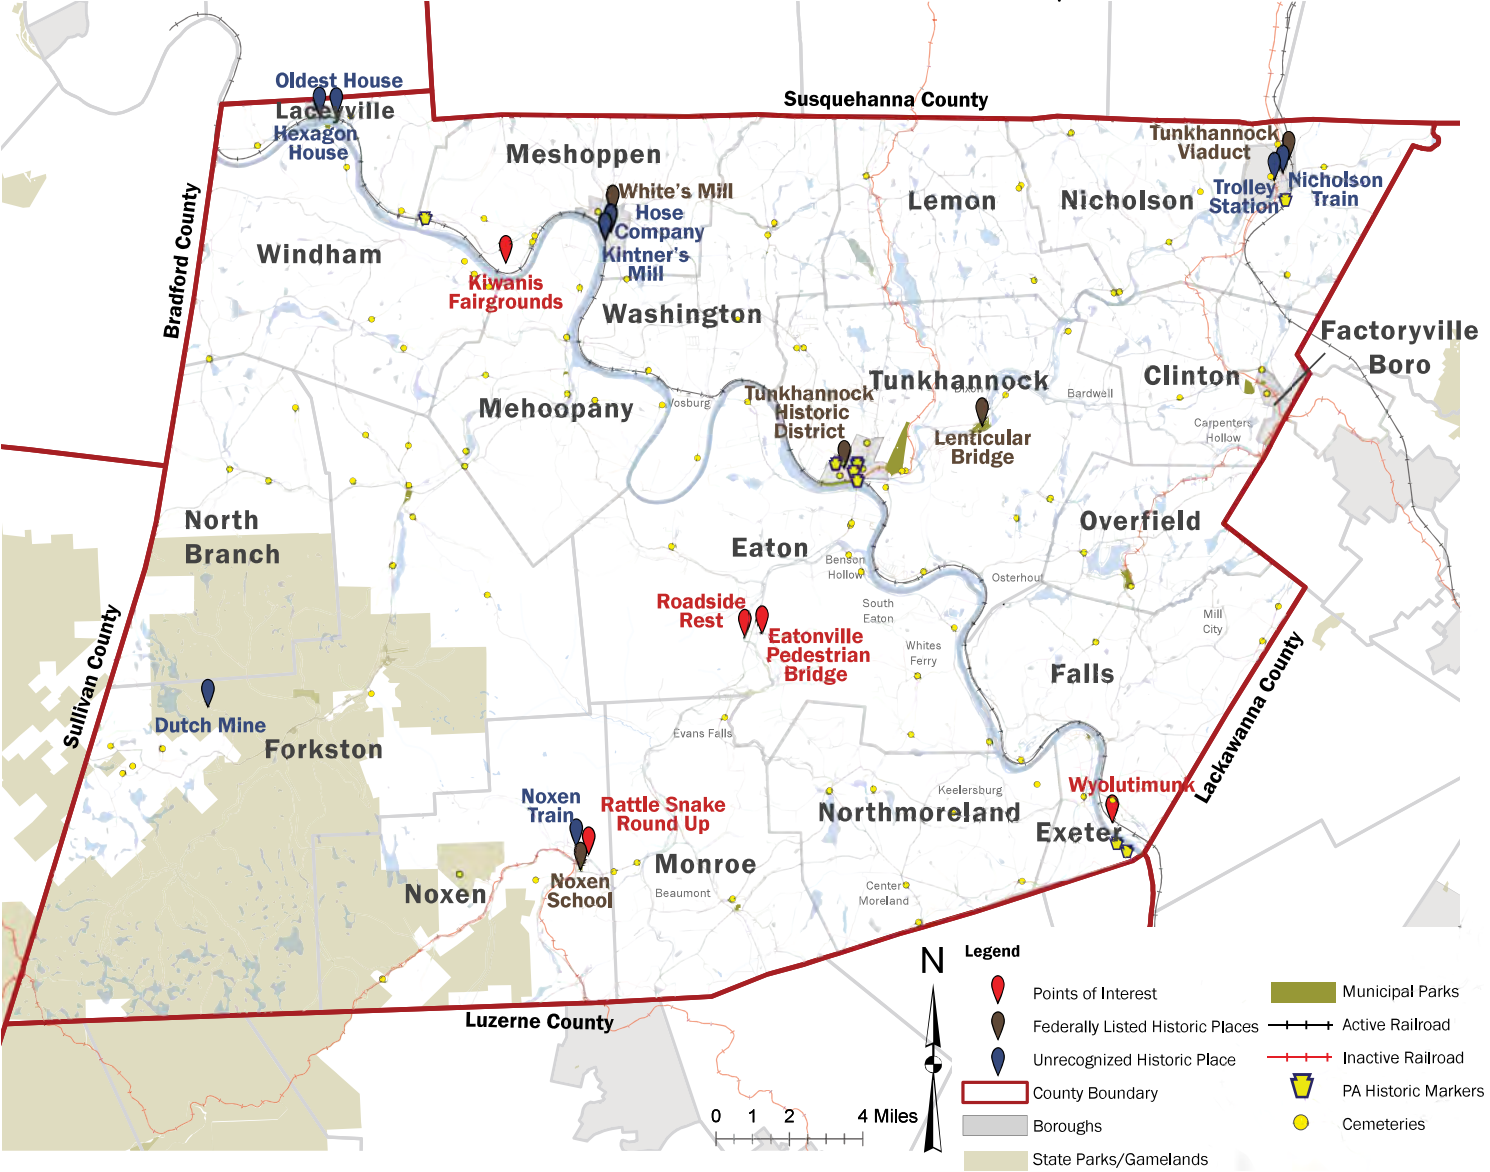 Susquehanna County
Oldest House
Laceyville
Hexagon
House
Meshoppen
White's Mill
Hose
Company
Kintner's
Mill
Lemon
Nicholson
Tunkhannock
Viaduct
Trolley
Station
Nicholson
Train
Bradford County
Windham
Kiwanis
Fairgrounds
Washington
Factoryville
Boro
Clinton
Tunkhannock
Dixon
Bardwell
Mehoopany
Vosburg
Tunkhannock
Historic
District
Lenticular
Bridge
Carpenters
Hollow
North
Branch
Eaton
Overfield
Benson
Hollow
Osterhout
South
Eaton
Mill
City
Roadside
Rest
Eatonville
Pedestrian
Bridge
Whites
Ferry
Falls
Sullivan County
Dutch Mine
Forkston
Evans Falls
Lackawanna County
Noxen
Train
Rattle Snake
Round Up
Keelersburg
Northmoreland
Wyolutimunk
Exeter
Noxen
Noxen
School
Monroe
Beaumont
Center
Moreland
Luzerne County
N
0 1 2 4 Miles
Legend
Points of Interest
Federally Listed Historic Places
Unrecognized Historic Place
County Boundary
Boroughs
State Parks/Gamelands
Municipal Parks
Active Railroad
Inactive Railroad
PA Historic Markers
Cemeteries